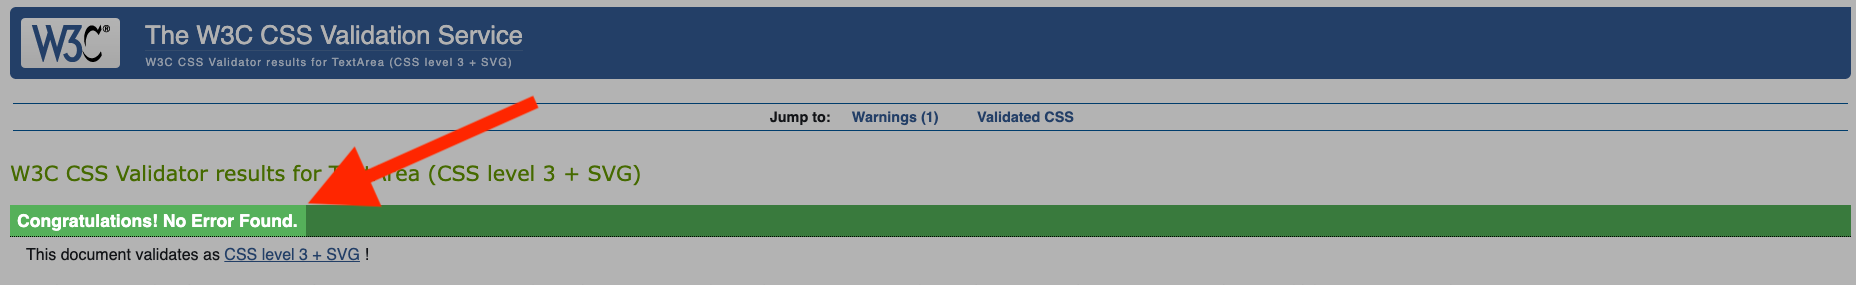 W3C®
The W3C CSS Validation Service
W3C CSS Validator results for TextArea (CSS level 3 + SVG)
Jump to: Warnings (1) Validated CSS
W3C CSS Validator results for TextArea (CSS level 3 + SVG)
Congratulations! No Error Found.
This document validates as CSS level 3 + SVG !